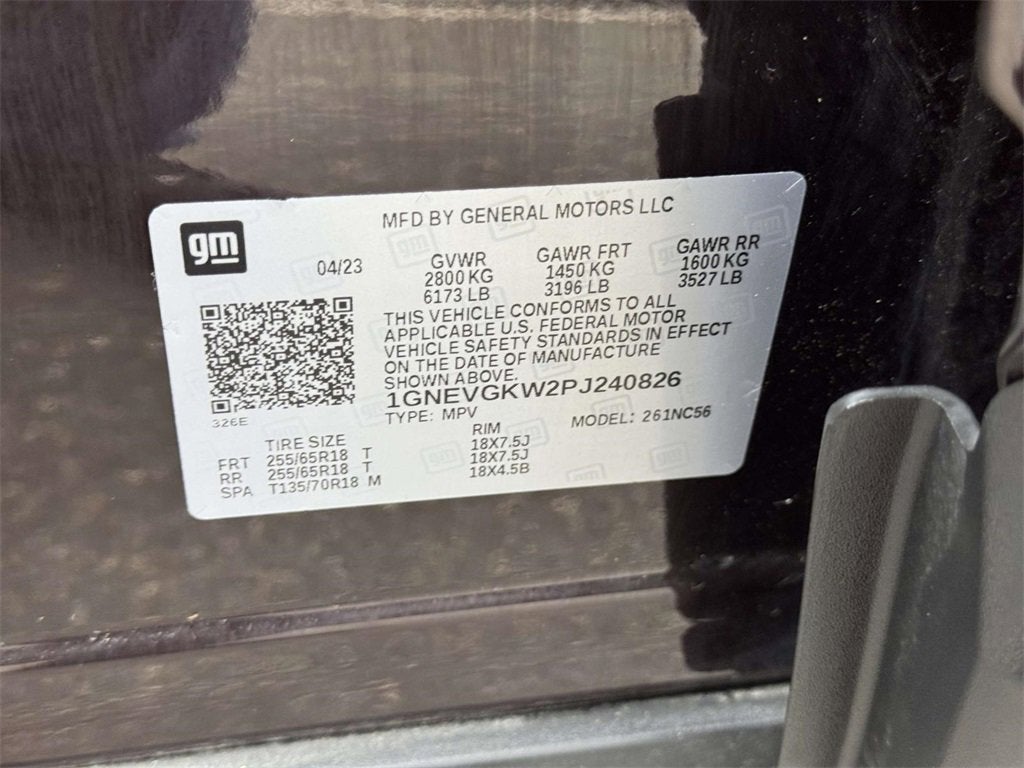 gm
MFD BY GENERAL MOTORS LLC
04/23
GVWR GAWR FRT GAWR RR
2800 KG 1450 KG 1600 KG
6173 LB 3196 LB 3527 LB
THIS VEHICLE CONFORMS TO ALL
APPLICABLE U.S. FEDERAL MOTOR
VEHICLE SAFETY STANDARDS IN EFFECT
ON THE DATE OF MANUFACTURE
SHOWN ABOVE.
1GNEVGKW2PJ240826
326E
TYPE: MPV MODEL: 261NC56
TIRE SIZE RIM
FRT 255/65R18 T 18X7.5J
RR 255/65R18 T 18X7.5J
SPA T135/70R18 M 18X4.5B